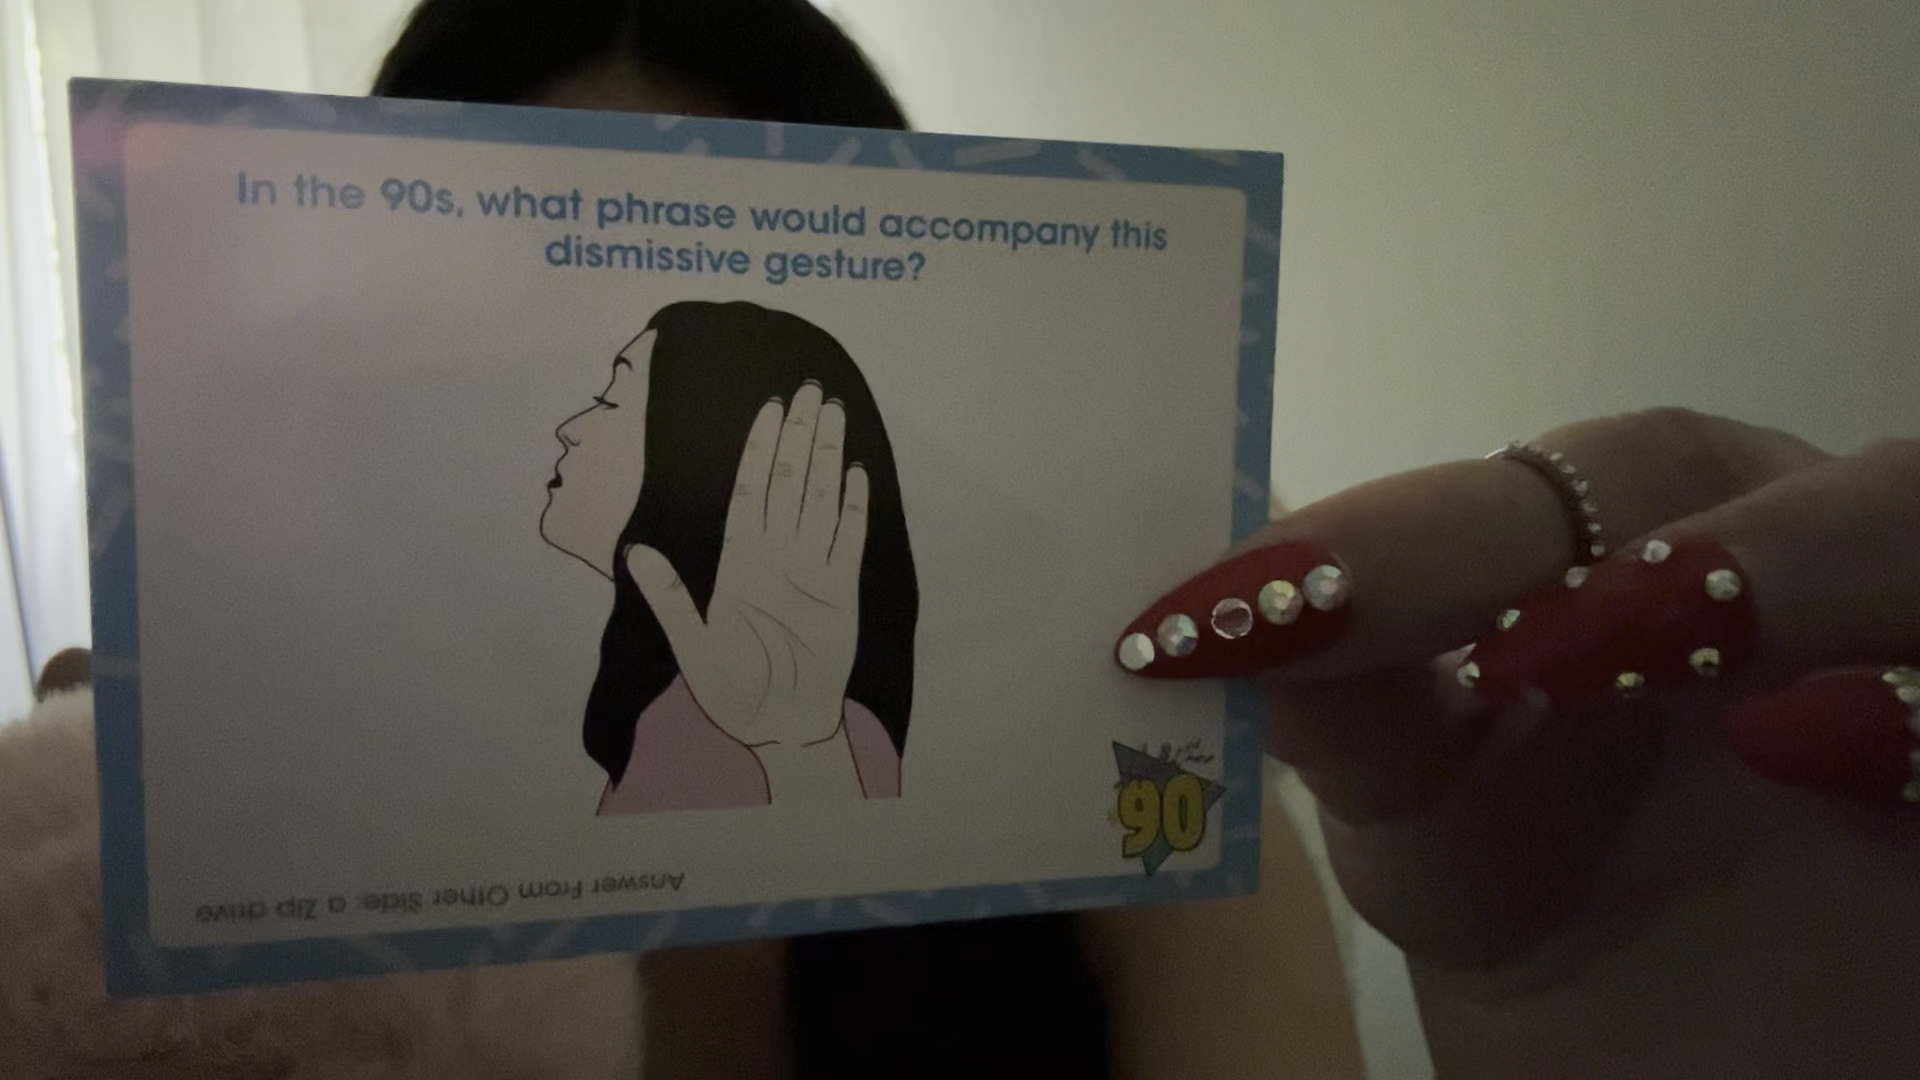 In the 90s, what phrase would accompany this
dismissive gesture?
90
Answer From Other Side: a Zip drive